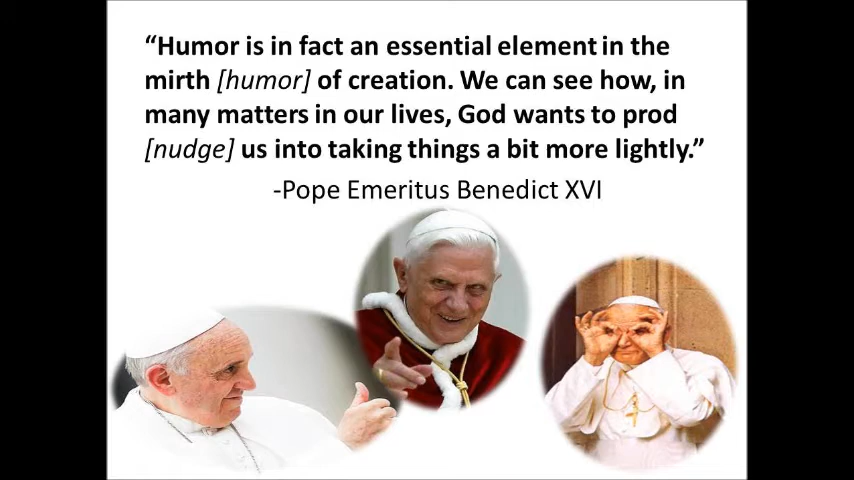 “Humor is in fact an essential element in the
mirth [humor] of creation. We can see how, in
many matters in our lives, God wants to prod
[nudge] us into taking things a bit more lightly.”
-Pope Emeritus Benedict XVI